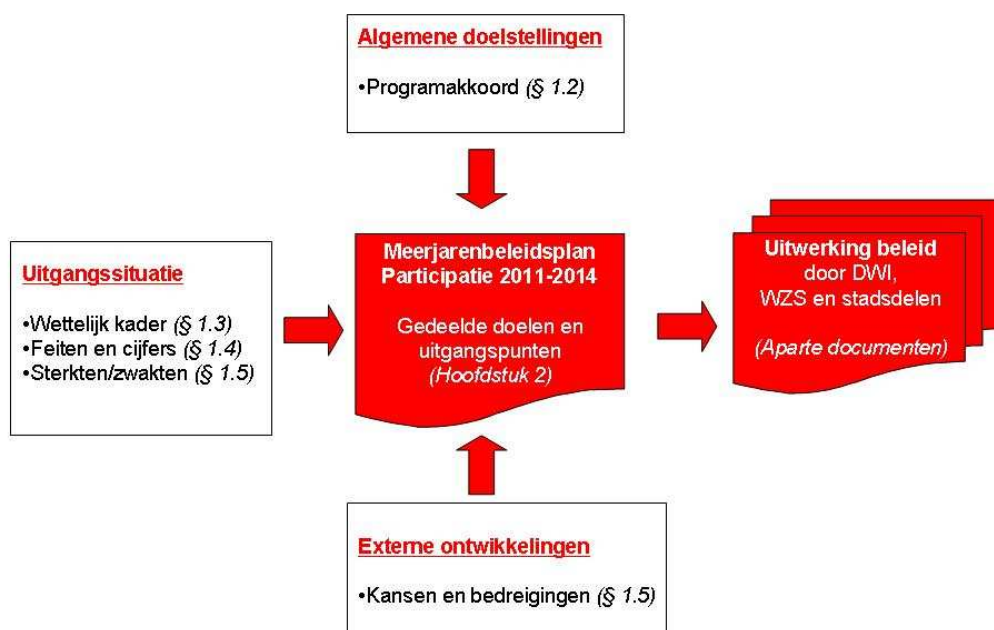 Algemene doelstellingen
•Programakkoord (§ 1.2)
Uitgangssituatie
•Wettelijk kader (§ 1.3)
•Feiten en cijfers (§ 1.4)
•Sterkten/zwakten (§ 1.5)
Meerjarenbeleidsplan
Participatie 2011-2014
Gedeelde doelen en
uitgangspunten
(Hoofdstuk 2)
Uitwerking beleid
door DWI,
WZS en stadsdelen
(Aparte documenten)
Externe ontwikkelingen
•Kansen en bedreigingen (§ 1.5)